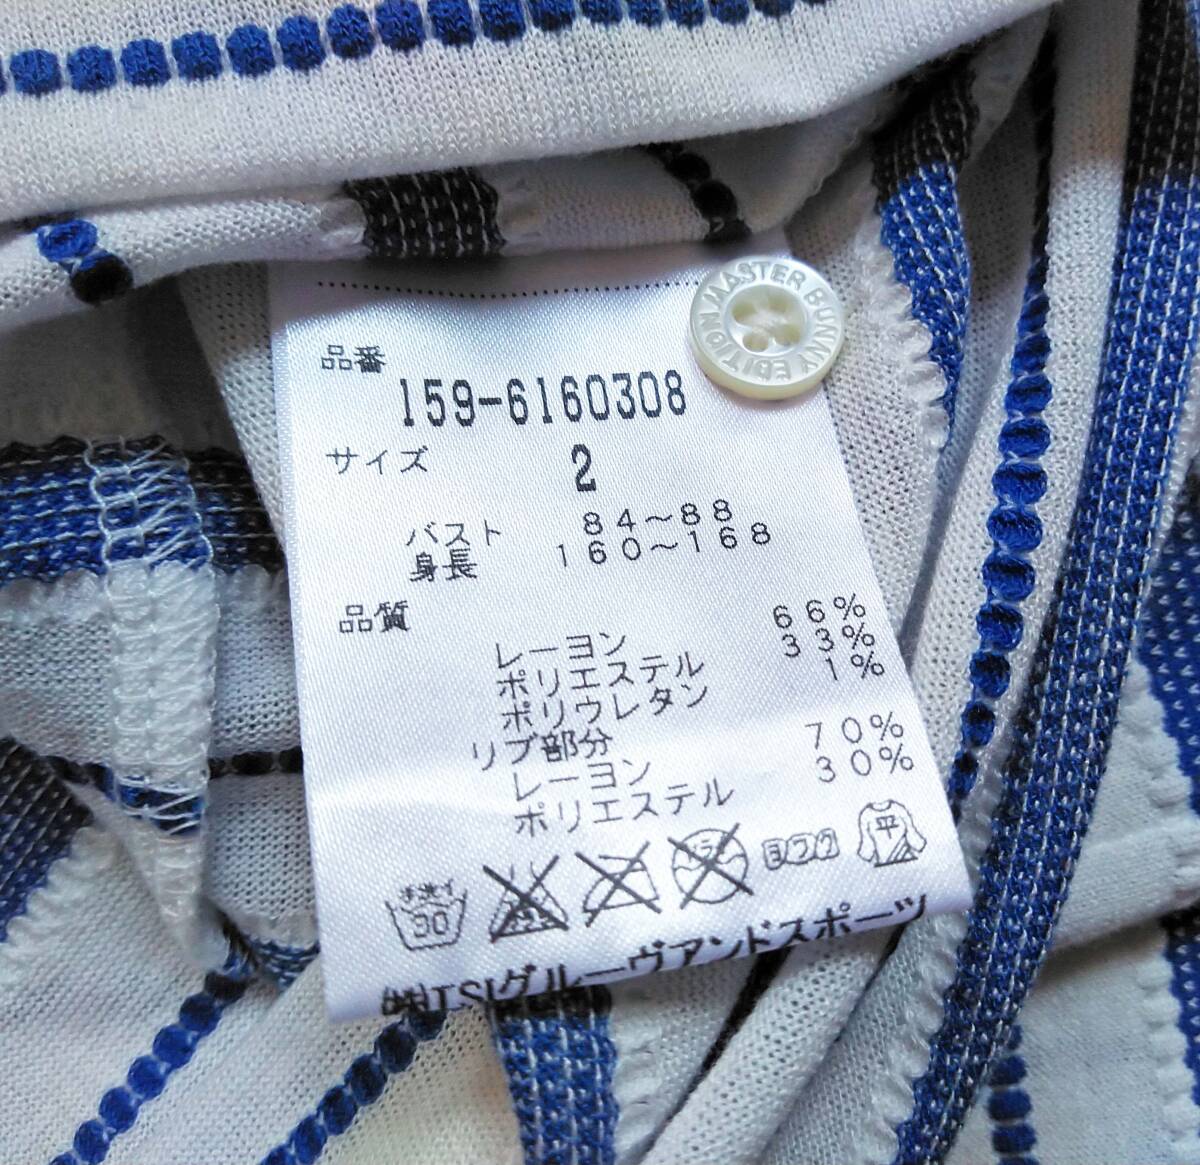 MASTER BUNNY EDITION
品番
159-6160308
サイズ 2
バスト 84～88
身長 160～168
品質
レーヨン 66%
ポリエステル 33%
ポリウレタン 1%
リブ部分
レーヨン 70%
ポリエステル 30%
手洗イ
30
ヨワク
平
㈱TSIグルーヴアンドスポーツ